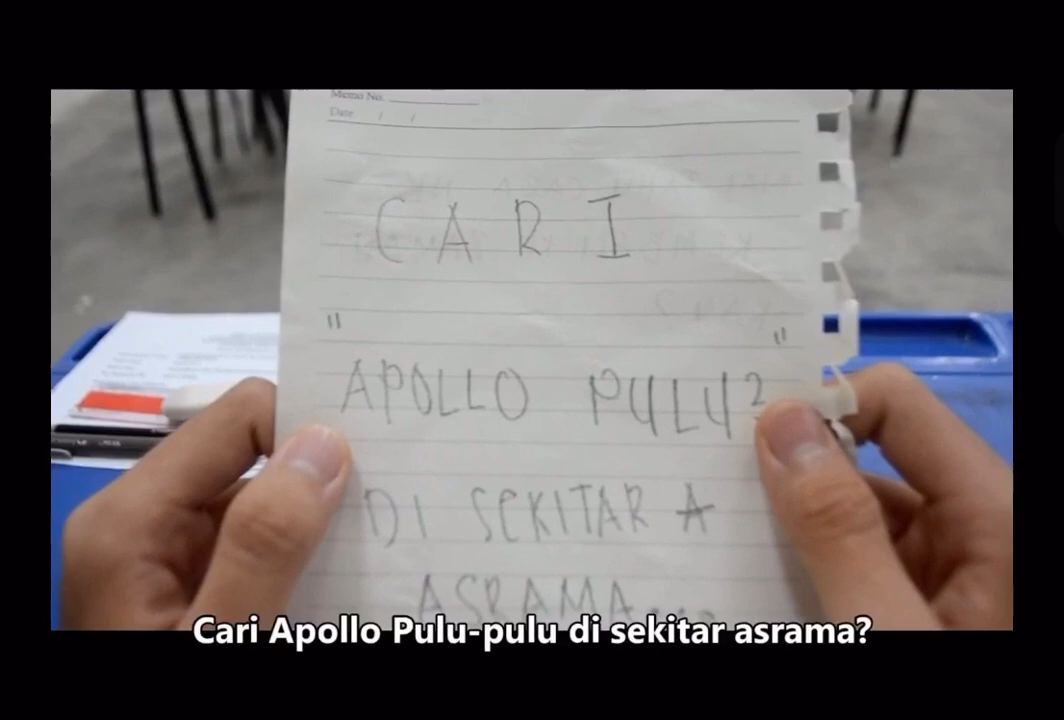 Memo No.
Date / /
CARI
" "
APOLLO PULU²
DI SEKITAR A
ASRAMA...
Cari Apollo Pulu-pulu di sekitar asrama?